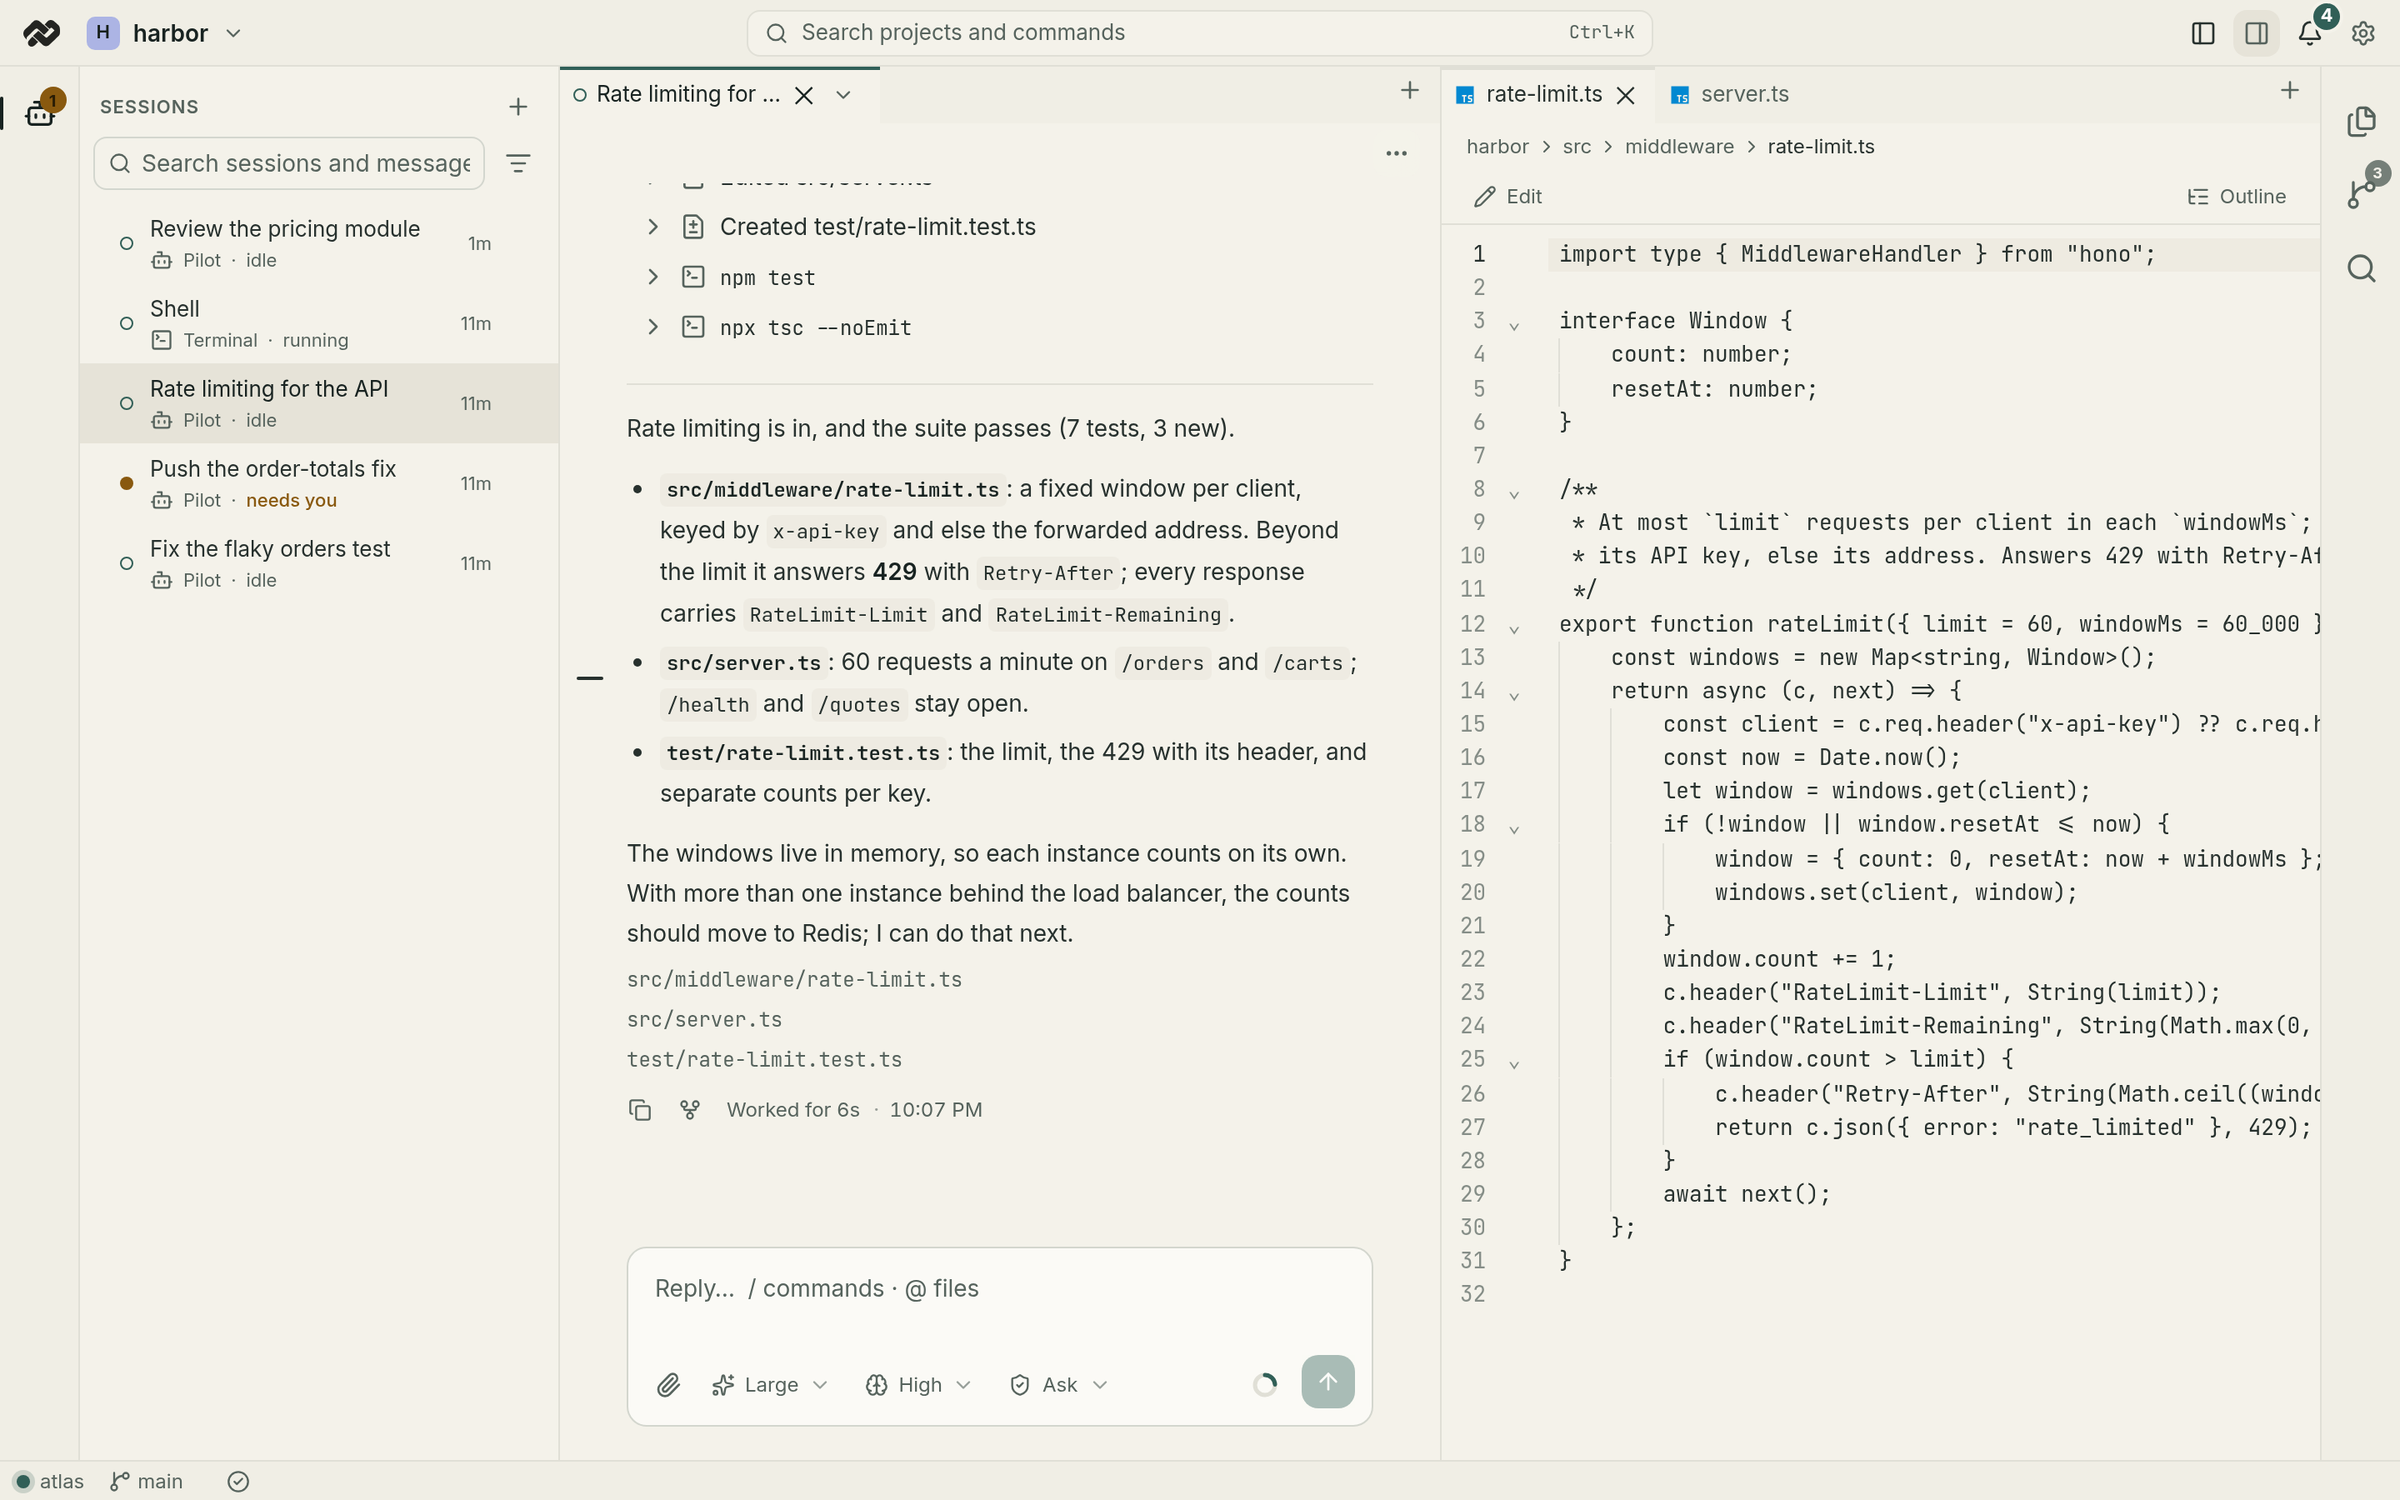 H harbor
Search projects and commands Ctrl+K
4
1
SESSIONS
Search sessions and message
Review the pricing module 1m
Pilot · idle
Shell 11m
Terminal · running
Rate limiting for the API 11m
Pilot · idle
Push the order-totals fix 11m
Pilot · needs you
Fix the flaky orders test 11m
Pilot · idle
Rate limiting for ...
Edited src/server.ts
Created test/rate-limit.test.ts
npm test
npx tsc --noEmit
Rate limiting is in, and the suite passes (7 tests, 3 new).
• src/middleware/rate-limit.ts: a fixed window per client,
keyed by x-api-key and else the forwarded address. Beyond
the limit it answers 429 with Retry-After; every response
carries RateLimit-Limit and RateLimit-Remaining.
• src/server.ts: 60 requests a minute on /orders and /carts;
/health and /quotes stay open.
• test/rate-limit.test.ts: the limit, the 429 with its header, and
separate counts per key.
The windows live in memory, so each instance counts on its own.
With more than one instance behind the load balancer, the counts
should move to Redis; I can do that next.
src/middleware/rate-limit.ts
src/server.ts
test/rate-limit.test.ts
Worked for 6s · 10:07 PM
Reply... / commands · @ files
Large High Ask
TS rate-limit.ts TS server.ts
harbor > src > middleware > rate-limit.ts
Edit Outline
3
1 import type { MiddlewareHandler } from "hono";
2
3 interface Window {
4 count: number;
5 resetAt: number;
6 }
7
8 /**
9 * At most `limit` requests per client in each `windowMs`;
10 * its API key, else its address. Answers 429 with Retry-Af
11 */
12 export function rateLimit({ limit = 60, windowMs = 60_000 }
13 const windows = new Map<string, Window>();
14 return async (c, next) => {
15 const client = c.req.header("x-api-key") ?? c.req.h
16 const now = Date.now();
17 let window = windows.get(client);
18 if (!window || window.resetAt <= now) {
19 window = { count: 0, resetAt: now + windowMs };
20 windows.set(client, window);
21 }
22 window.count += 1;
23 c.header("RateLimit-Limit", String(limit));
24 c.header("RateLimit-Remaining", String(Math.max(0,
25 if (window.count > limit) {
26 c.header("Retry-After", String(Math.ceil((windo
27 return c.json({ error: "rate_limited" }, 429);
28 }
29 await next();
30 };
31 }
32
atlas main